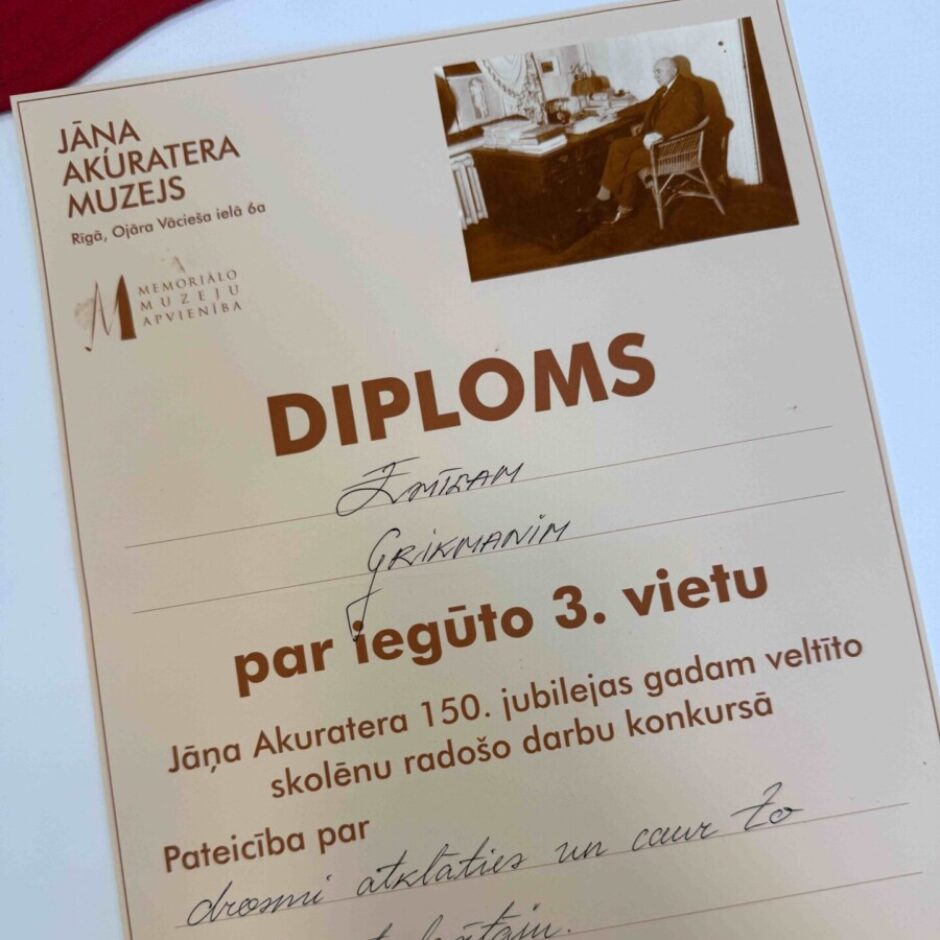 JĀŅA
AKURATERA
MUZEJS
Rīgā, Ojāra Vācieša ielā 6a
M MEMORIĀLO
MUZEJU
APVIENĪBA
DIPLOMS
GRIKMANIM
par iegūto 3. vietu
Jāņa Akuratera 150. jubilejas gadam veltīto
skolēnu radošo darbu konkursā
Pateicība par
drosmi atklāties un caur to